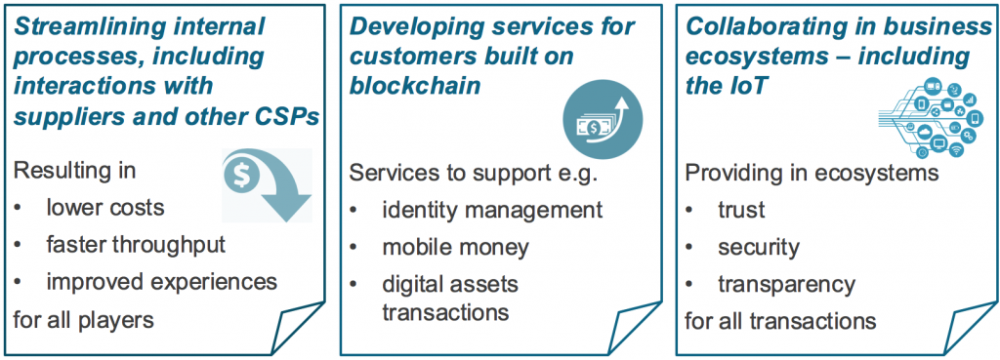 Streamlining internal
processes, including
interactions with
suppliers and other CSPs
Resulting in
$
• lower costs
• faster throughput
• improved experiences
for all players
Developing services for
customers built on
blockchain
$
Services to support e.g.
• identity management
• mobile money
• digital assets
transactions
Collaborating in business
ecosystems – including
the IoT
Providing in ecosystems
• trust
• security
• transparency
for all transactions